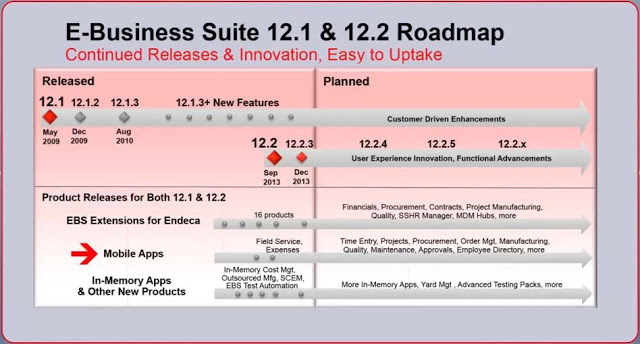 E-Business Suite 12.1 & 12.2 Roadmap
Continued Releases & Innovation, Easy to Uptake
Released
Planned
12.1
12.1.2
12.1.3
12.1.3+ New Features
May
2009
Dec
2009
Aug
2010
Customer Driven Enhancements
12.2
12.2.3
12.2.4
12.2.5
12.2.x
Sep
2013
Dec
2013
User Experience Innovation, Functional Advancements
Product Releases for Both 12.1 & 12.2
EBS Extensions for Endeca
16 products
Financials, Procurement, Contracts, Project Manufacturing,
Quality, SSHR Manager, MDM Hubs, more
Mobile Apps
Field Service,
Expenses
Time Entry, Projects, Procurement, Order Mgt, Manufacturing,
Quality, Maintenance, Approvals, Employee Directory, more
In-Memory Apps
& Other New Products
In-Memory Cost Mgt,
Outsourced Mfg, SCEM,
EBS Test Automation
More In-Memory Apps, Yard Mgt , Advanced Testing Packs, more